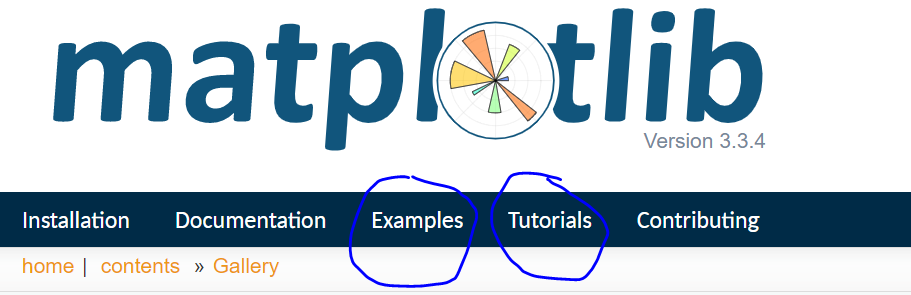 matplotlib
Version 3.3.4
Installation Documentation Examples Tutorials Contributing
home | contents » Gallery